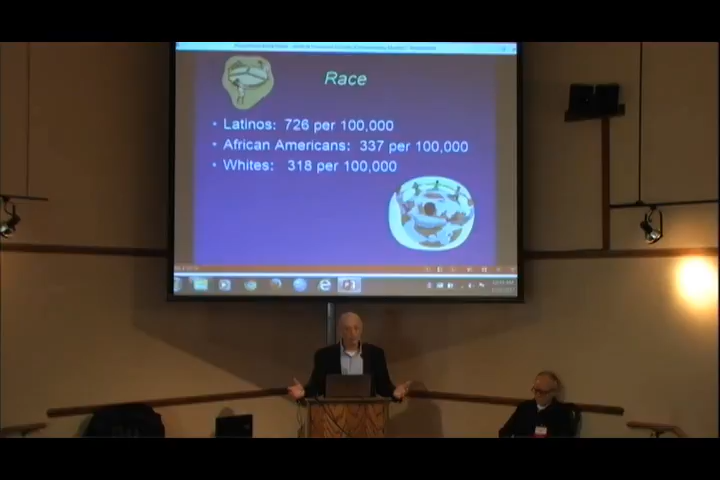 Race
• Latinos: 726 per 100,000
• African Americans: 337 per 100,000
• Whites: 318 per 100,000